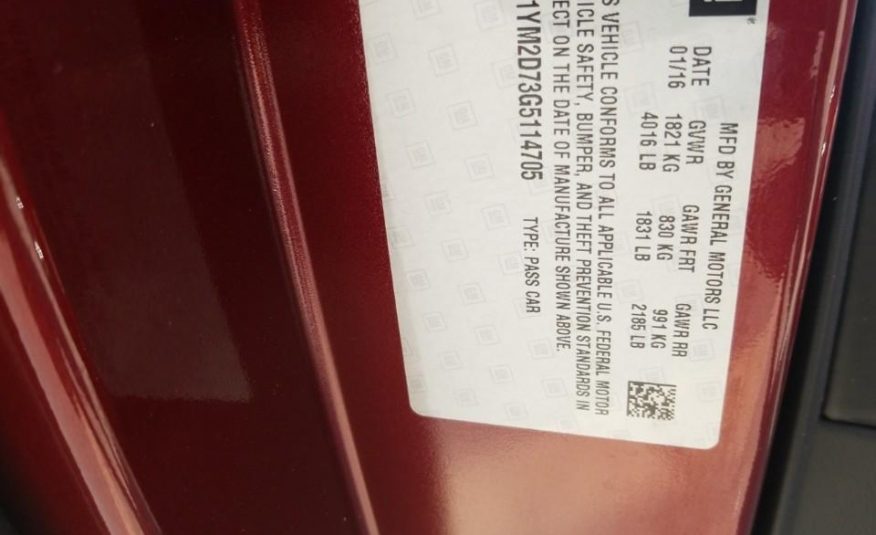 MFD BY GENERAL MOTORS LLC
DATE GVWR GAWR FRT GAWR RR
01/16 1821 KG 830 KG 991 KG
4016 LB 1831 LB 2185 LB
S VEHICLE CONFORMS TO ALL APPLICABLE U.S. FEDERAL MOTOR
ICLE SAFETY, BUMPER, AND THEFT PREVENTION STANDARDS IN
ECT ON THE DATE OF MANUFACTURE SHOWN ABOVE.
1YM2D73G5114705 TYPE: PASS CAR